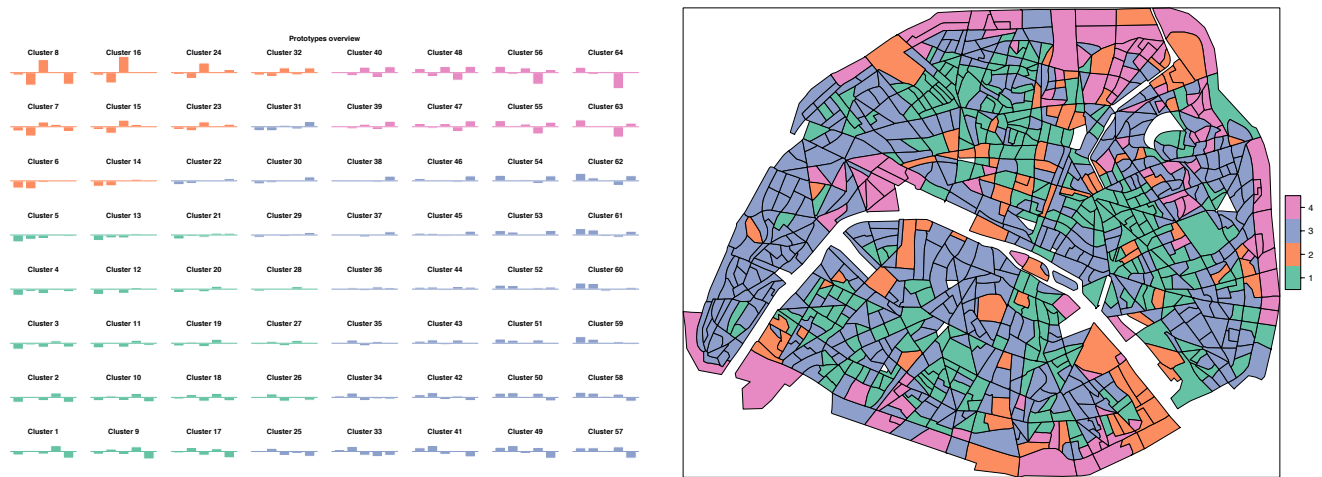 Prototypes overview
Cluster 8 Cluster 16 Cluster 24 Cluster 32 Cluster 40 Cluster 48 Cluster 56 Cluster 64
Cluster 7 Cluster 15 Cluster 23 Cluster 31 Cluster 39 Cluster 47 Cluster 55 Cluster 63
Cluster 6 Cluster 14 Cluster 22 Cluster 30 Cluster 38 Cluster 46 Cluster 54 Cluster 62
Cluster 5 Cluster 13 Cluster 21 Cluster 29 Cluster 37 Cluster 45 Cluster 53 Cluster 61
Cluster 4 Cluster 12 Cluster 20 Cluster 28 Cluster 36 Cluster 44 Cluster 52 Cluster 60
Cluster 3 Cluster 11 Cluster 19 Cluster 27 Cluster 35 Cluster 43 Cluster 51 Cluster 59
Cluster 2 Cluster 10 Cluster 18 Cluster 26 Cluster 34 Cluster 42 Cluster 50 Cluster 58
Cluster 1 Cluster 9 Cluster 17 Cluster 25 Cluster 33 Cluster 41 Cluster 49 Cluster 57
4
3
2
1